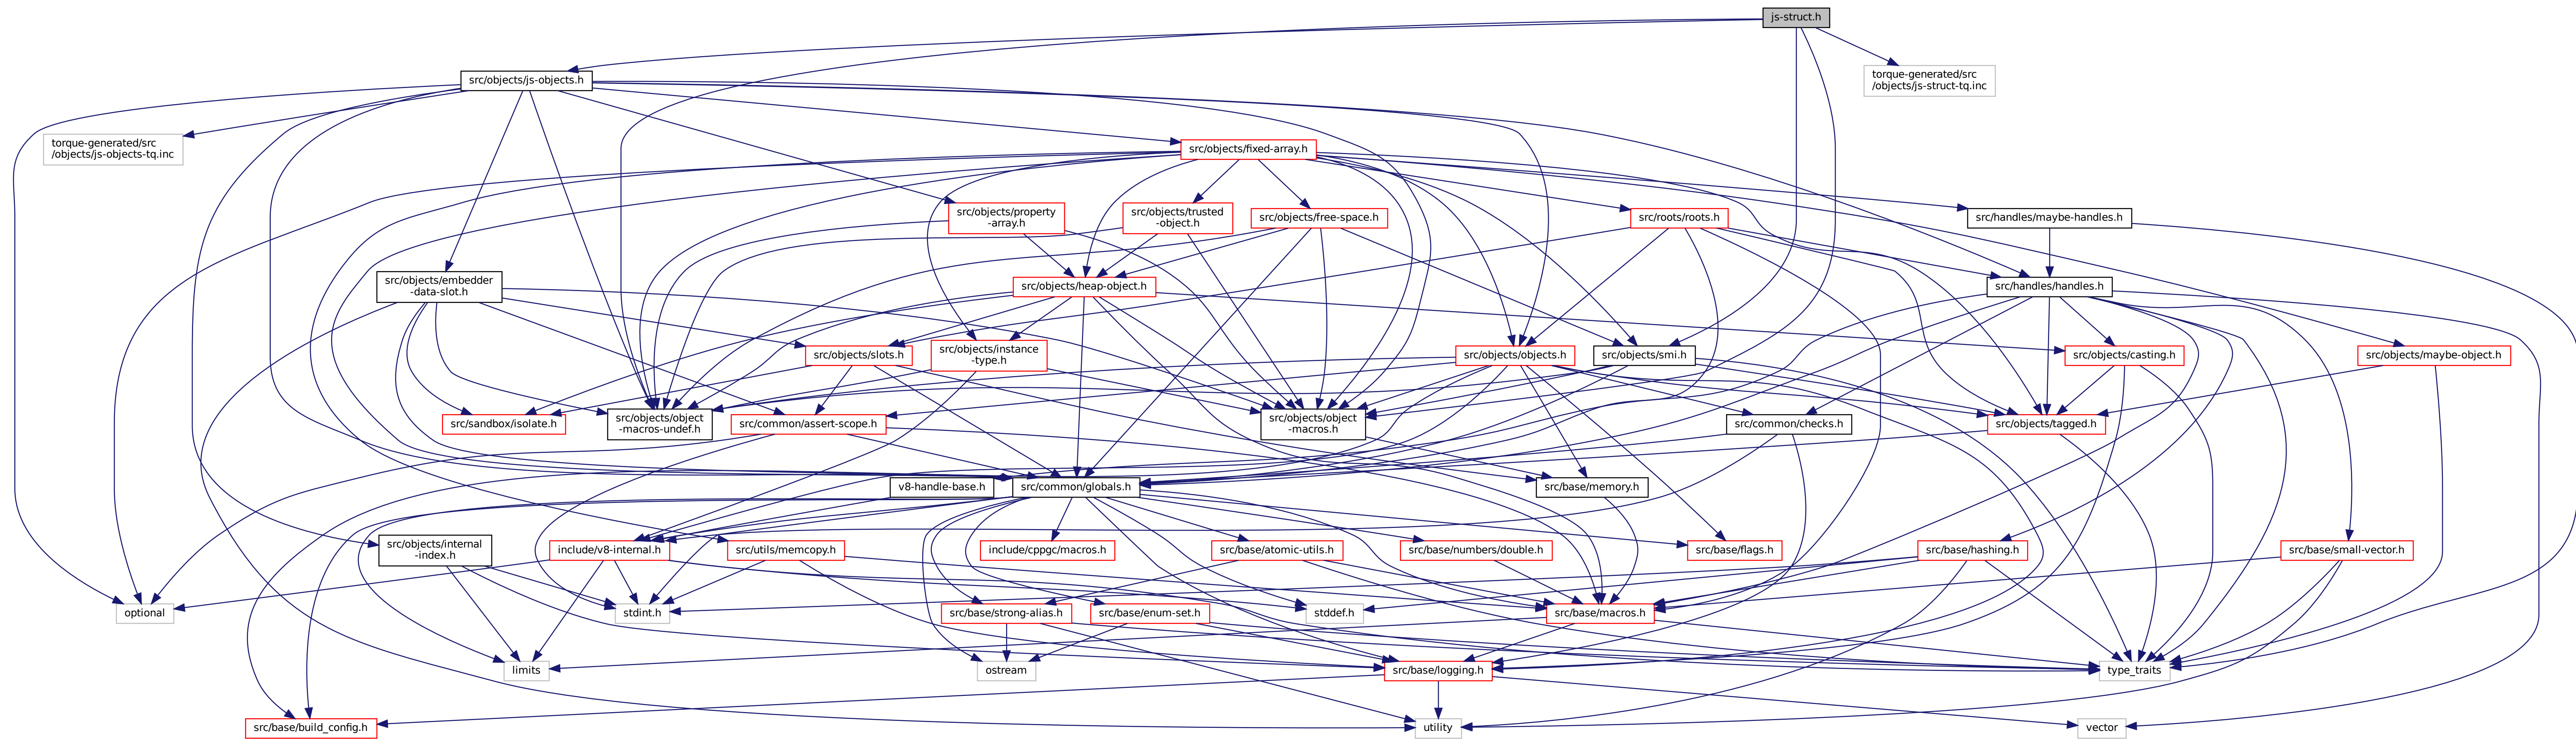 js-struct.h
src/objects/js-objects.h
torque-generated/src
/objects/js-struct-tq.inc
torque-generated/src
/objects/js-objects-tq.inc
src/objects/fixed-array.h
src/objects/property
-array.h
src/objects/trusted
-object.h
src/objects/free-space.h
src/roots/roots.h
src/handles/maybe-handles.h
src/objects/embedder
-data-slot.h
src/objects/heap-object.h
src/handles/handles.h
src/objects/slots.h
src/objects/instance
-type.h
src/objects/objects.h
src/objects/smi.h
src/objects/casting.h
src/objects/maybe-object.h
src/sandbox/isolate.h
src/objects/object
-macros-undef.h
src/common/assert-scope.h
src/objects/object
-macros.h
src/common/checks.h
src/objects/tagged.h
v8-handle-base.h
src/common/globals.h
src/base/memory.h
src/objects/internal
-index.h
include/v8-internal.h
src/utils/memcopy.h
include/cppgc/macros.h
src/base/atomic-utils.h
src/base/numbers/double.h
src/base/flags.h
src/base/hashing.h
src/base/small-vector.h
optional
stdint.h
src/base/strong-alias.h
src/base/enum-set.h
stddef.h
src/base/macros.h
limits
ostream
src/base/logging.h
type_traits
src/base/build_config.h
utility
vector